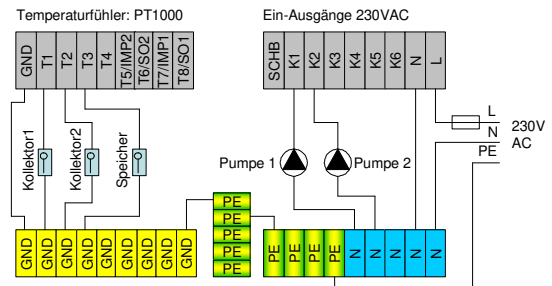 Temperaturfühler: PT1000
Ein-Ausgänge 230VAC
GND
T1
T2
T3
T4
T5/IMP2
T6/SO2
T7/IMP1
T8/SO1
SCHB
K1
K2
K3
K4
K5
K6
N
L
L
N
PE
230V
AC
Kollektor1
Kollektor2
Speicher
Pumpe 1
Pumpe 2
PE
PE
PE
PE
PE
GND
GND
GND
GND
GND
GND
GND
GND
GND
PE
PE
PE
PE
N
N
N
N
N